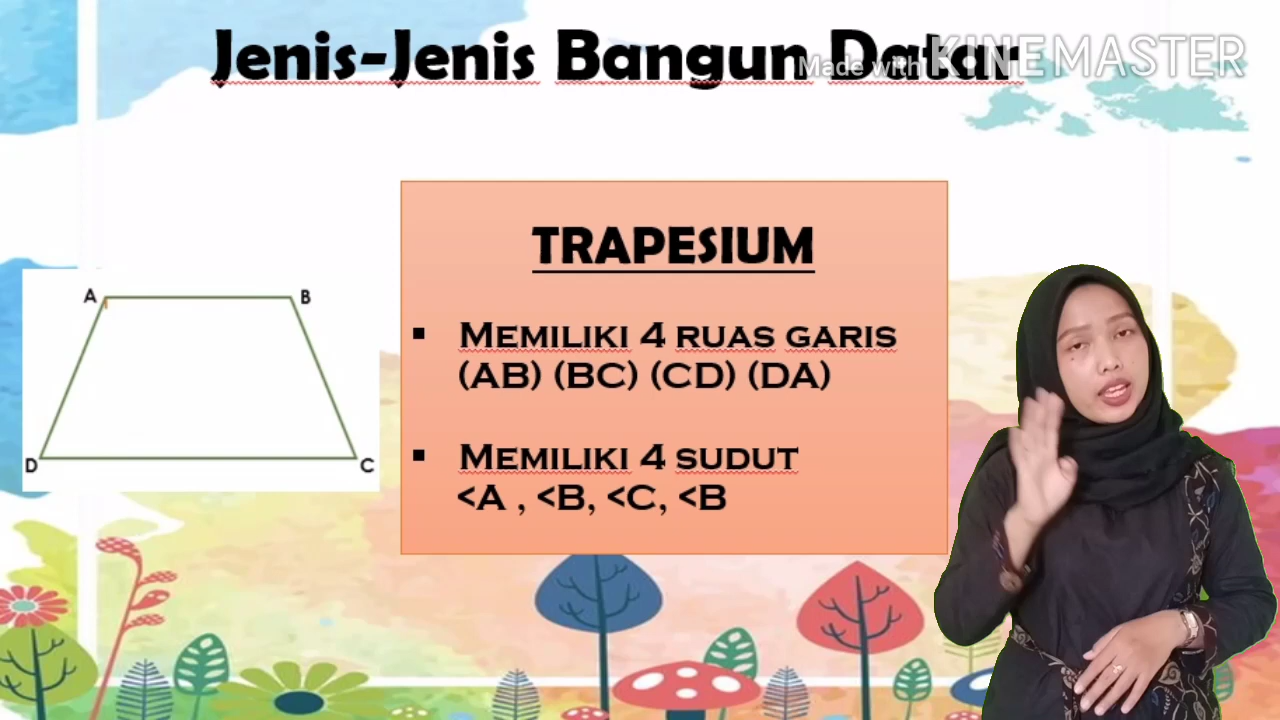 Jenis-Jenis Bangun Datar
Made with KINEMASTER
TRAPESIUM
A
B
▪ MEMILIKI 4 RUAS GARIS
(AB) (BC) (CD) (DA)
D
C
▪ MEMILIKI 4 SUDUT
<A , <B, <C, <B